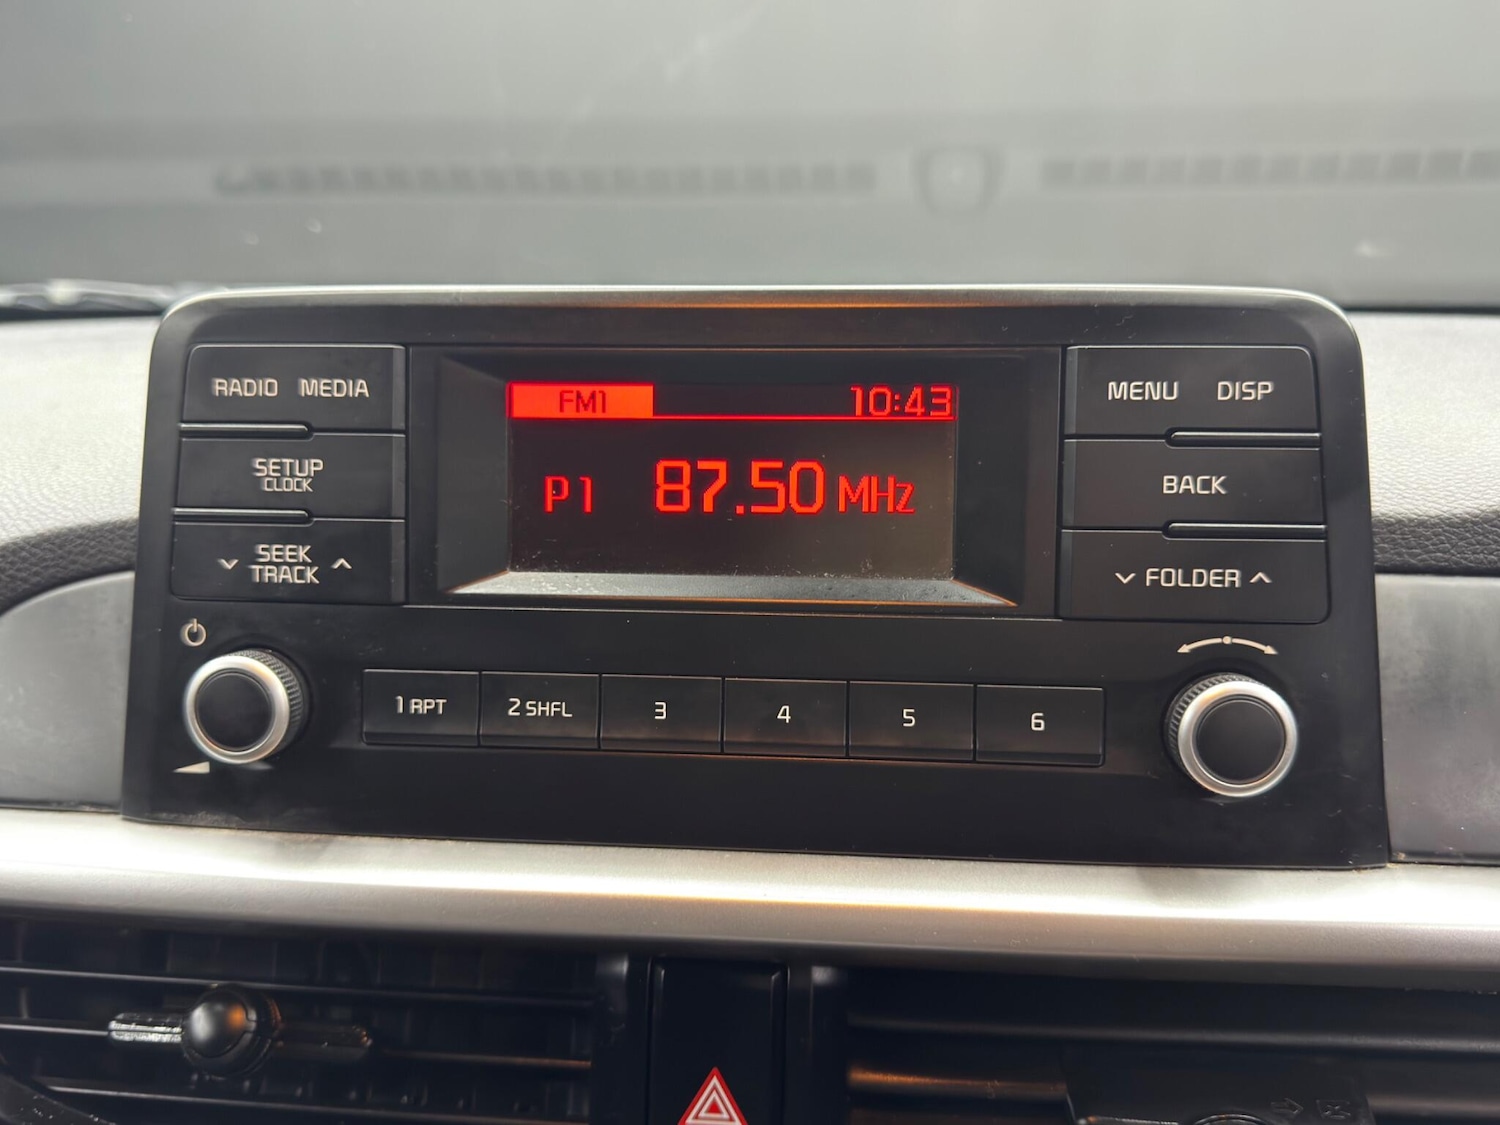 RADIO MEDIA
SETUP
CLOCK
SEEK
TRACK
FM1 10:43
P1 87.50 MHz
MENU DISP
BACK
FOLDER
1 RPT 2 SHFL 3 4 5 6